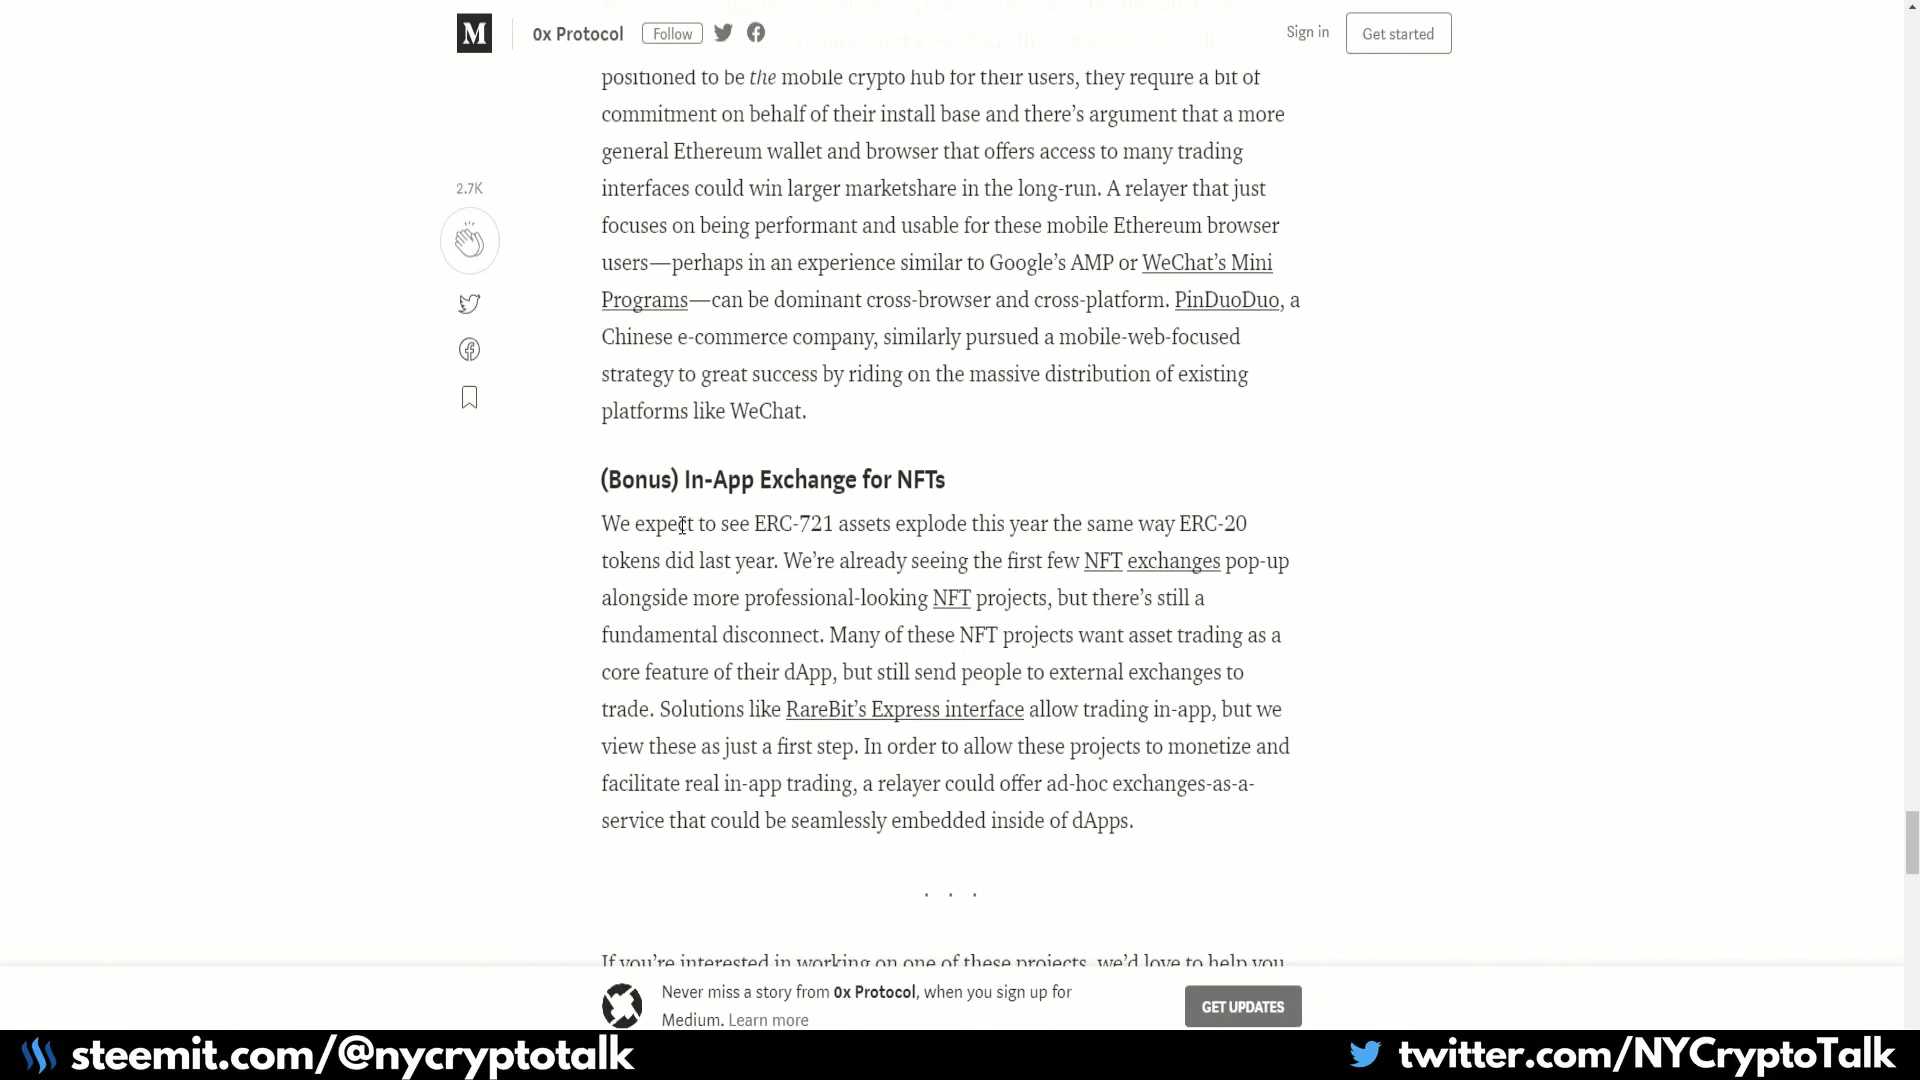 M
0x Protocol
Follow
Sign in
Get started
positioned to be the mobile crypto hub for their users, they require a bit of
commitment on behalf of their install base and there's argument that a more
general Ethereum wallet and browser that offers access to many trading
interfaces could win larger marketshare in the long-run. A relayer that just
focuses on being performant and usable for these mobile Ethereum browser
users—perhaps in an experience similar to Google's AMP or WeChat's Mini
Programs—can be dominant cross-browser and cross-platform. PinDuoDuo, a
Chinese e-commerce company, similarly pursued a mobile-web-focused
strategy to great success by riding on the massive distribution of existing
platforms like WeChat.
2.7K
(Bonus) In-App Exchange for NFTs
We expect to see ERC-721 assets explode this year the same way ERC-20
tokens did last year. We're already seeing the first few NFT exchanges pop-up
alongside more professional-looking NFT projects, but there's still a
fundamental disconnect. Many of these NFT projects want asset trading as a
core feature of their dApp, but still send people to external exchanges to
trade. Solutions like RareBit's Express interface allow trading in-app, but we
view these as just a first step. In order to allow these projects to monetize and
facilitate real in-app trading, a relayer could offer ad-hoc exchanges-as-a-
service that could be seamlessly embedded inside of dApps.
. . .
If you're interested in working on one of these projects, we'd love to help you
Never miss a story from 0x Protocol, when you sign up for
Medium. Learn more
GET UPDATES
steemit.com/@nycryptotalk
twitter.com/NYCryptoTalk